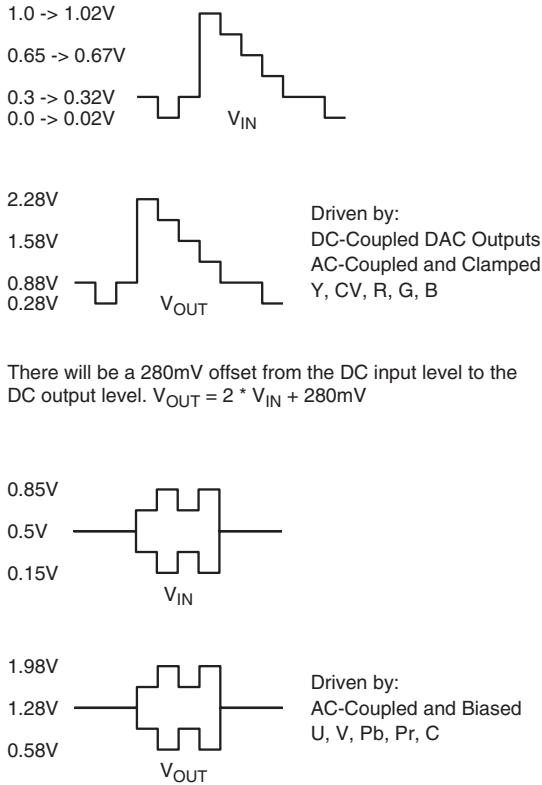 1.0 -> 1.02V
0.65 -> 0.67V
0.3 -> 0.32V
0.0 -> 0.02V
VIN
2.28V
1.58V
0.88V
0.28V
VOUT
Driven by:
DC-Coupled DAC Outputs
AC-Coupled and Clamped
Y, CV, R, G, B
There will be a 280mV offset from the DC input level to the
DC output level. VOUT = 2 * VIN + 280mV
0.85V
0.5V
0.15V
VIN
1.98V
1.28V
0.58V
VOUT
Driven by:
AC-Coupled and Biased
U, V, Pb, Pr, C